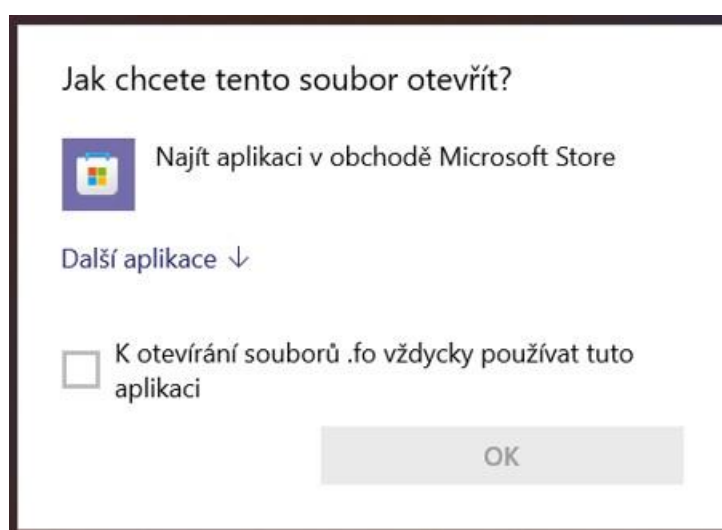 Jak chcete tento soubor otevřít?
Najít aplikaci v obchodě Microsoft Store
Další aplikace ↓
K otevírání souborů .fo vždycky používat tuto
aplikaci
OK